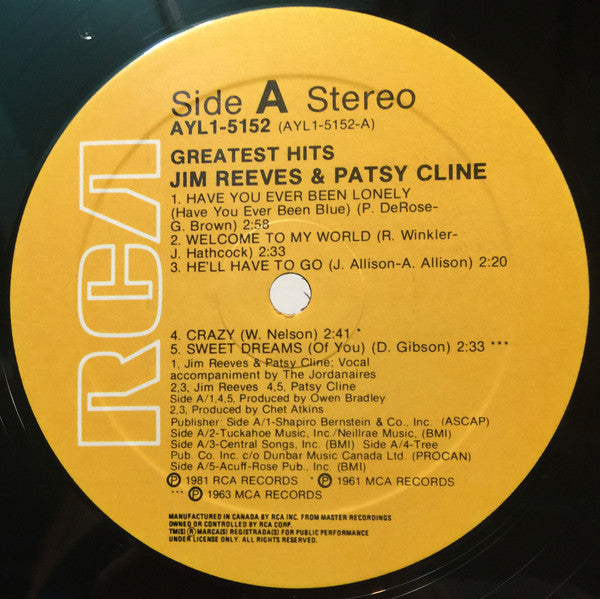 RCA
Side A Stereo
AYL1-5152 (AYL1-5152-A)
GREATEST HITS
JIM REEVES & PATSY CLINE
1. HAVE YOU EVER BEEN LONELY
(Have You Ever Been Blue) (P. DeROSE-
G. Brown) 2:58
2. WELCOME TO MY WORLD (R. Winkler-
J. Hathcock) 2:33
3. HE'LL HAVE TO GO (J. Allison-A. Allison) 2:20
4. CRAZY (W. Nelson) 2:41 *
5. SWEET DREAMS (Of You) (D. Gibson) 2:33 ***
1, Jim Reeves & Patsy Cline; Vocal
accompaniment by The Jordanaires
2,3, Jim Reeves 4,5, Patsy Cline
Side A/1,4,5, Produced by Owen Bradley
2,3, Produced by Chet Atkins
Publisher: Side A/1-Shapiro Bernstein & Co., Inc (ASCAP)
Side A/2-Tuckahoe Music, Inc./Neillrae Music, (BMI)
Side A/3-Central Songs, Inc. (BMI) Side A/4-Tree
Pub. Co. Inc. c/o Dunbar Music Canada Ltd. (PROCAN)
Side A/5-Acuff-Rose Pub., Inc. (BMI)
℗ 1981 RCA RECORDS * ℗ 1961 MCA RECORDS
*** ℗ 1963 MCA RECORDS
MANUFACTURED IN CANADA BY RCA INC. FROM MASTER RECORDINGS
OWNED OR CONTROLLED BY RCA CORP.
TM(S) ® MARCA(S) REGISTRADA(S) FOR PUBLIC PERFORMANCE
UNDER LICENSE ONLY. ALL RIGHTS RESERVED.